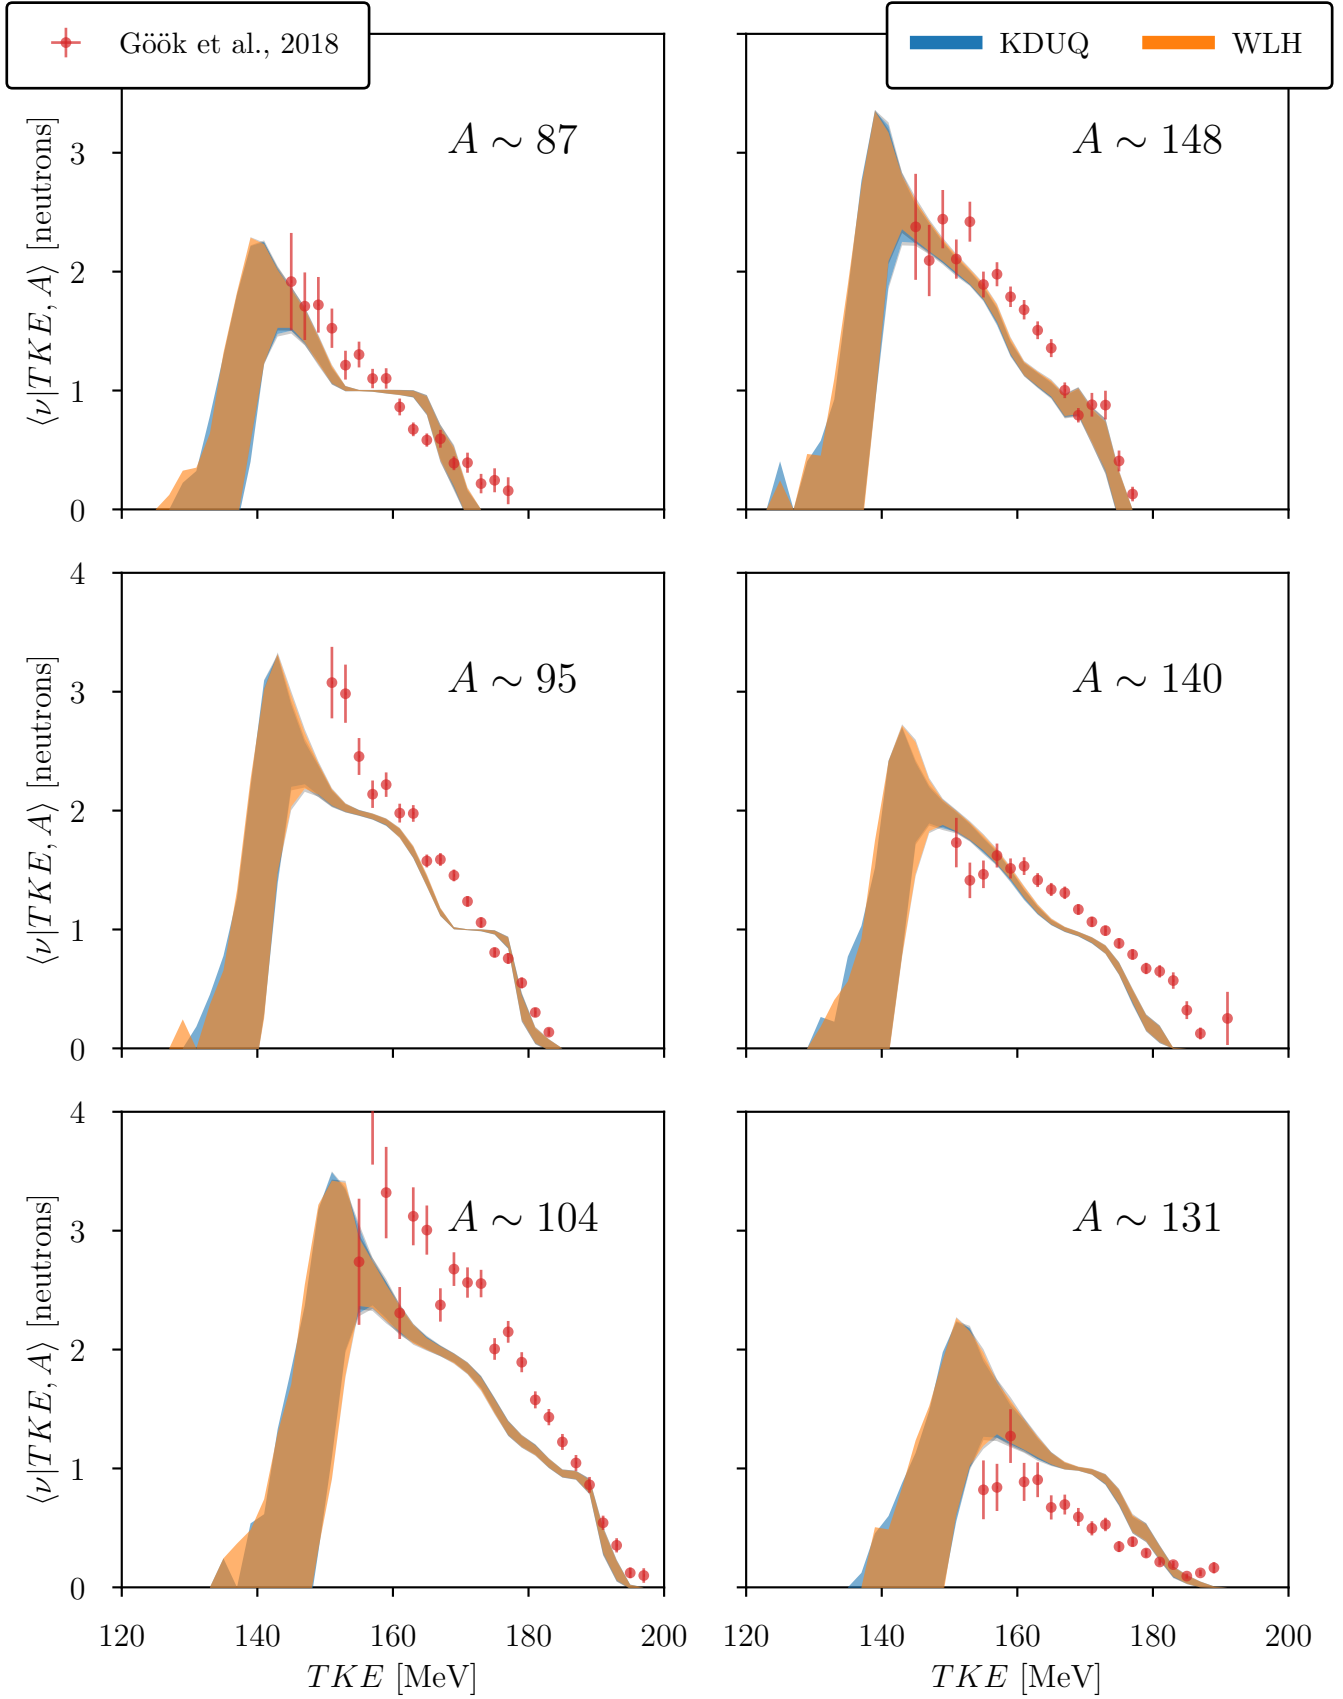 Göök et al., 2018
KDUQ WLH
A ∼ 87
A ∼ 148
⟨ν|TKE, A⟩ [neutrons]
3
2
1
0
A ∼ 95
A ∼ 140
⟨ν|TKE, A⟩ [neutrons]
4
3
2
1
0
A ∼ 104
A ∼ 131
⟨ν|TKE, A⟩ [neutrons]
4
3
2
1
0
120 140 160 180 200
120 140 160 180 200
TKE [MeV]
TKE [MeV]